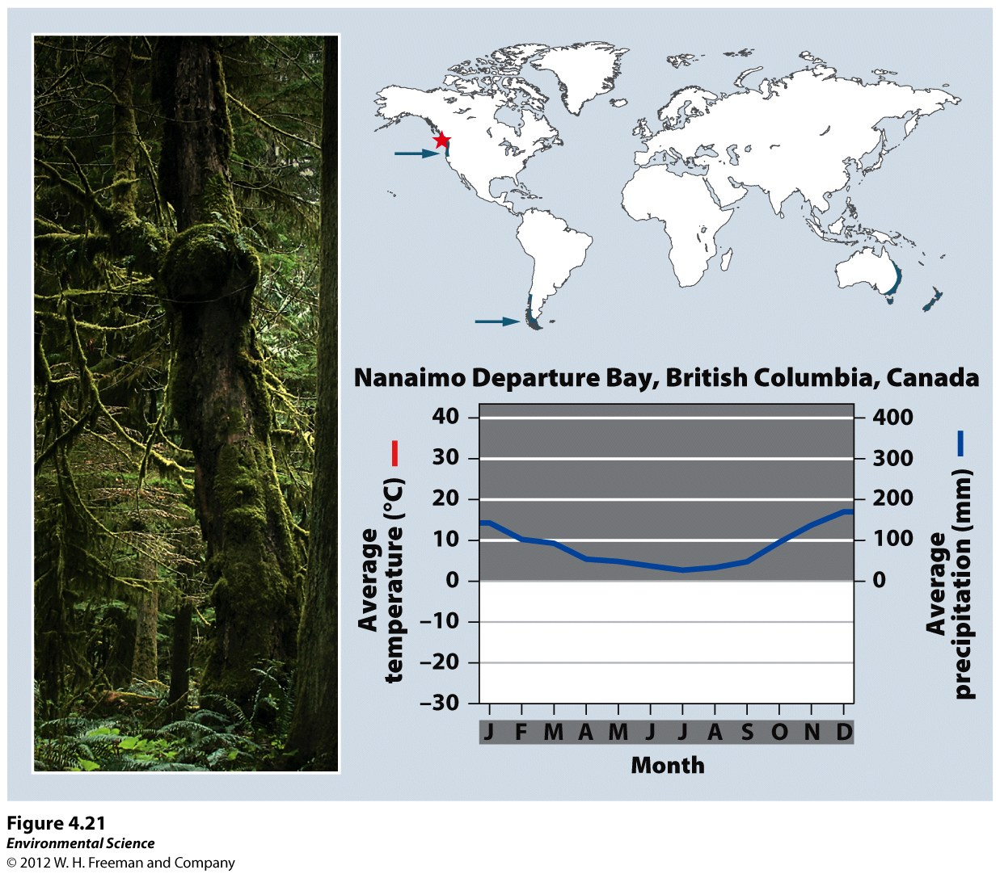 Nanaimo Departure Bay, British Columbia, Canada
Average
temperature (°C)
40
30
20
10
0
–10
–20
–30
400
300
200
100
0
Average
precipitation (mm)
J F M A M J J A S O N D
Month
Figure 4.21
Environmental Science
© 2012 W. H. Freeman and Company